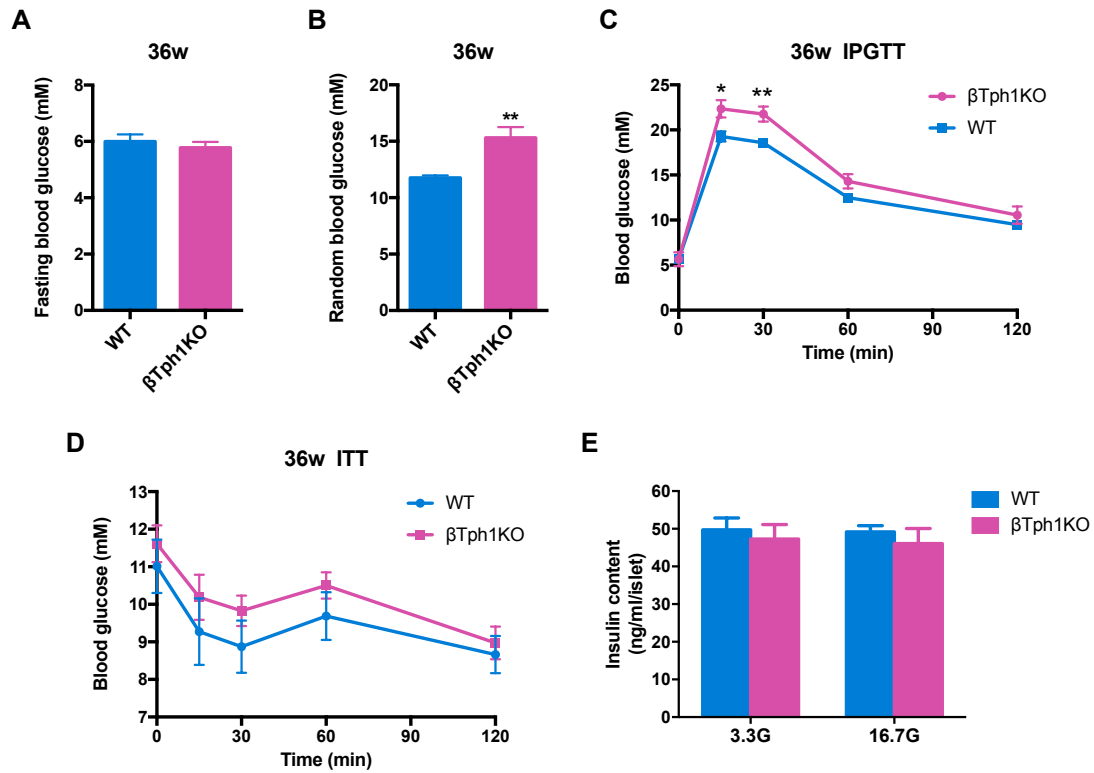 A
36w
Fasting blood glucose (mM)
8
6
4
2
0
WT
βTph1KO
B
36w
Random blood glucose (mM)
20
15
10
5
0
**
WT
βTph1KO
C
36w IPGTT
Blood glucose (mM)
25
20
15
10
5
0
* **
βTph1KO
WT
0 30 60 90 120
Time (min)
D
36w ITT
Blood glucose (mM)
13
12
11
10
9
8
7
WT
βTph1KO
0 30 60 90 120
Time (min)
E
Insulin content
(ng/ml/islet)
60
50
40
30
20
10
0
WT
βTph1KO
3.3G 16.7G